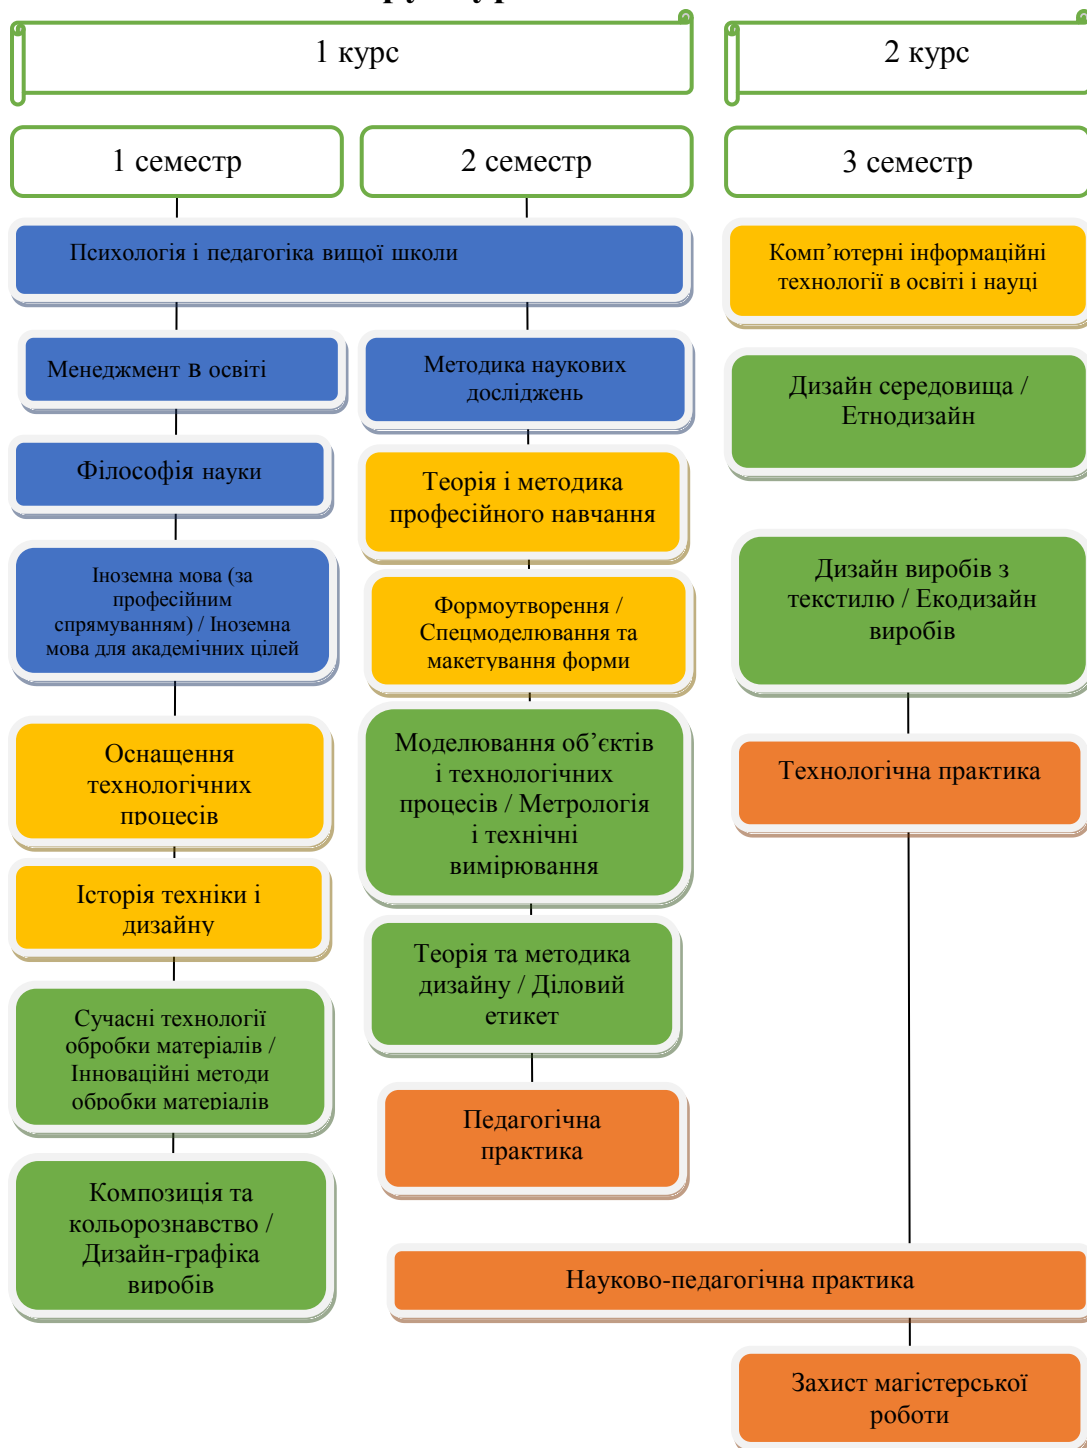 1 курс
2 курс
1 семестр
2 семестр
3 семестр
Психологія і педагогіка вищої школи
Комп’ютерні інформаційні
технології в освіті і науці
Менеджмент в освіті
Методика наукових
досліджень
Дизайн середовища /
Етнодизайн
Філософія науки
Теорія і методика
професійного навчання
Іноземна мова (за
професійним
спрямуванням) / Іноземна
мова для академічних цілей
Формоутворення /
Спецмоделювання та
макетування форми
Дизайн виробів з
текстилю / Екодизайн
виробів
Оснащення
технологічних
процесів
Моделювання об’єктів
і технологічних
процесів / Метрологія
і технічні
вимірювання
Технологічна практика
Історія техніки і
дизайну
Теорія та методика
дизайну / Діловий
етикет
Сучасні технології
обробки матеріалів /
Інноваційні методи
обробки матеріалів
Педагогічна
практика
Композиція та
кольорознавство /
Дизайн-графіка
виробів
Науково-педагогічна практика
Захист магістерської
роботи